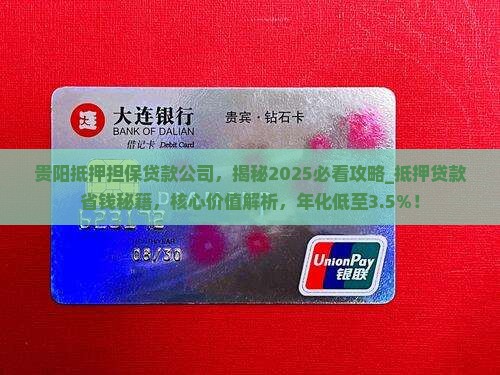 大连银行
BANK OF DALIAN
贵宾·钻石卡
借记卡 Debit Card
贵阳抵押担保贷款公司，揭秘2025必看攻略_抵押贷款
省钱秘籍，核心价值解析，年化低至3.5%！
623172
08/30
UnionPay
银联